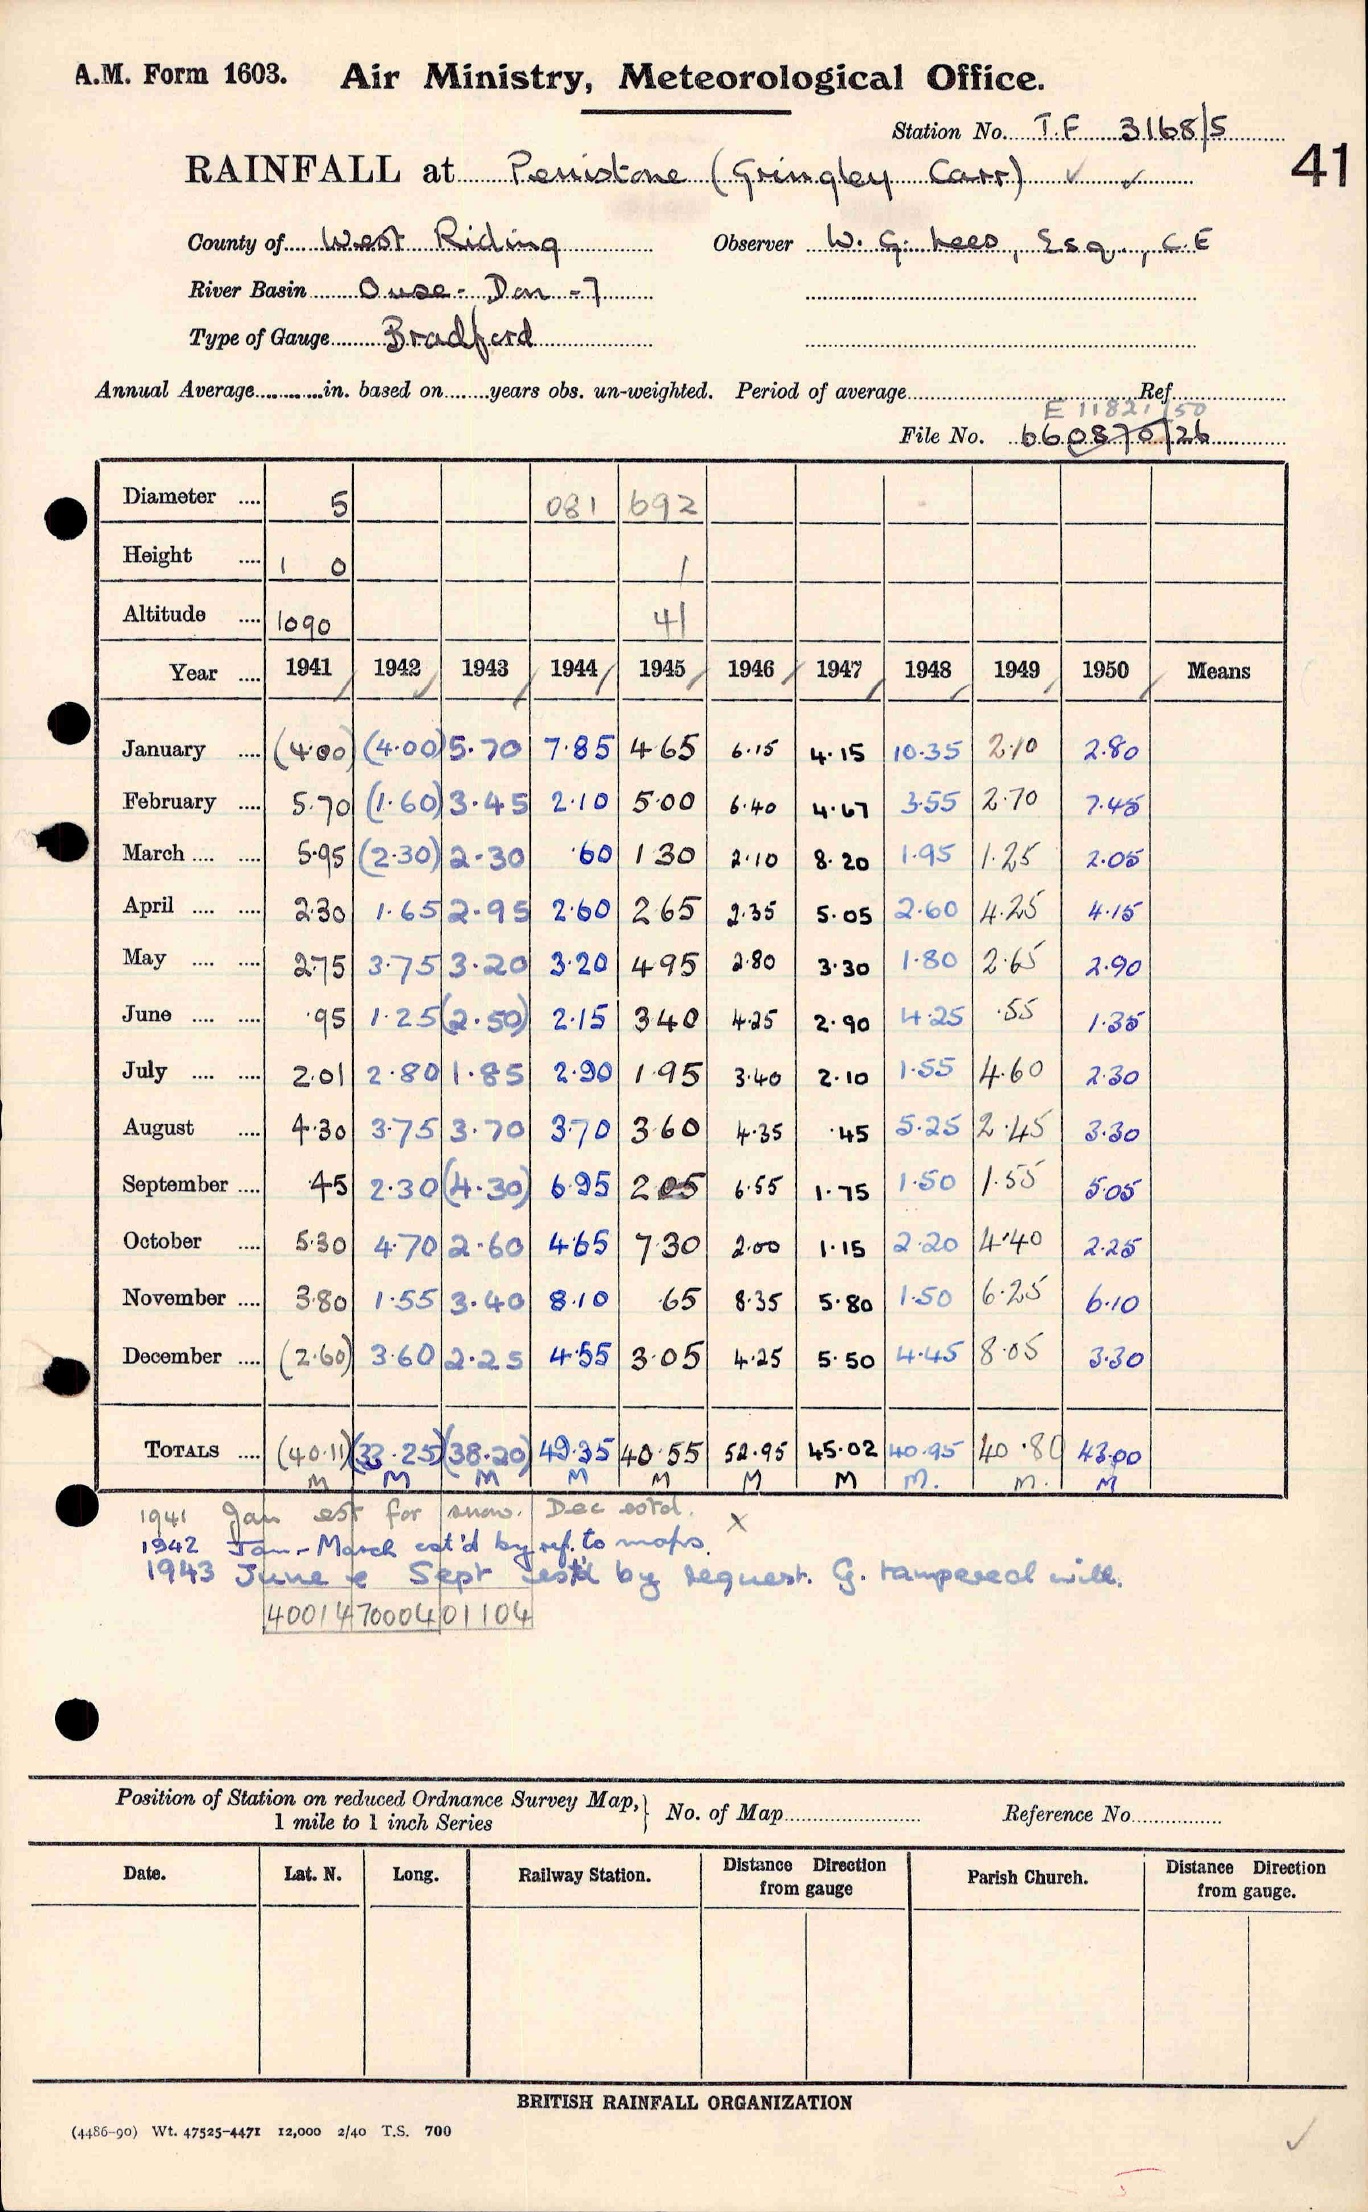 A.M. Form 1603. Air Ministry, Meteorological Office.
Station No. T.F 3168/5
41
RAINFALL at Penistone (Gringley Carr) ✓ ✓
County of West Riding Observer W. G. Lees, Esq., C.E
River Basin Ouse - Don - 7
Type of Gauge Bradford
Annual Average in. based on years obs. un-weighted. Period of average Ref
E 11821/50
File No. 660870/26
Diameter 5 081 692
Height 1 0 1
Altitude 1090 41
Year 1941 1942 1943 1944 1945 1946 1947 1948 1949 1950 Means
January (4.00) (4.00) 5.70 7.85 4.65 6.15 4.15 10.35 2.10 2.80
February 5.70 (1.60) 3.45 2.10 5.00 6.40 4.67 3.55 2.70 7.45
March 5.95 (2.30) 2.30 .60 1.30 2.10 8.20 1.95 1.25 2.05
April 2.30 1.65 2.95 2.60 2.65 2.35 5.05 2.60 4.25 4.15
May 2.75 3.75 3.20 3.20 4.95 2.80 3.30 1.80 2.65 2.90
June .95 1.25 (2.50) 2.15 3.40 4.25 2.90 4.25 .55 1.35
July 2.01 2.80 1.85 2.90 1.95 3.40 2.10 1.55 4.60 2.30
August 4.30 3.75 3.70 3.70 3.60 4.35 .45 5.25 2.45 3.30
September .45 2.30 (4.30) 6.95 2.05 6.55 1.75 1.50 1.55 5.05
October 5.30 4.70 2.60 4.65 7.30 2.00 1.15 2.20 4.40 2.25
November 3.80 1.55 3.40 8.10 .65 8.35 5.80 1.50 6.25 6.10
December (2.60) 3.60 2.25 4.55 3.05 4.25 5.50 4.45 8.05 3.30
TOTALS (40.11) (33.25) (38.20) 49.35 40.55 52.95 45.02 40.95 40.80 43.00
M M M M M M M M. M. M
1941 Jan est for snow. Dec estd. X
1942 Jan-March est'd by ref. to maps.
1943 June & Sept est'd by request. G. tampered with.
40014 70004 01104
Position of Station on reduced Ordnance Survey Map, 1 mile to 1 inch Series } No. of Map Reference No.
Date. Lat. N. Long. Railway Station. Distance Direction from gauge Parish Church. Distance Direction from gauge.
BRITISH RAINFALL ORGANIZATION
(4486-90) Wt. 47525-4471 12,000 2/40 T.S. 700